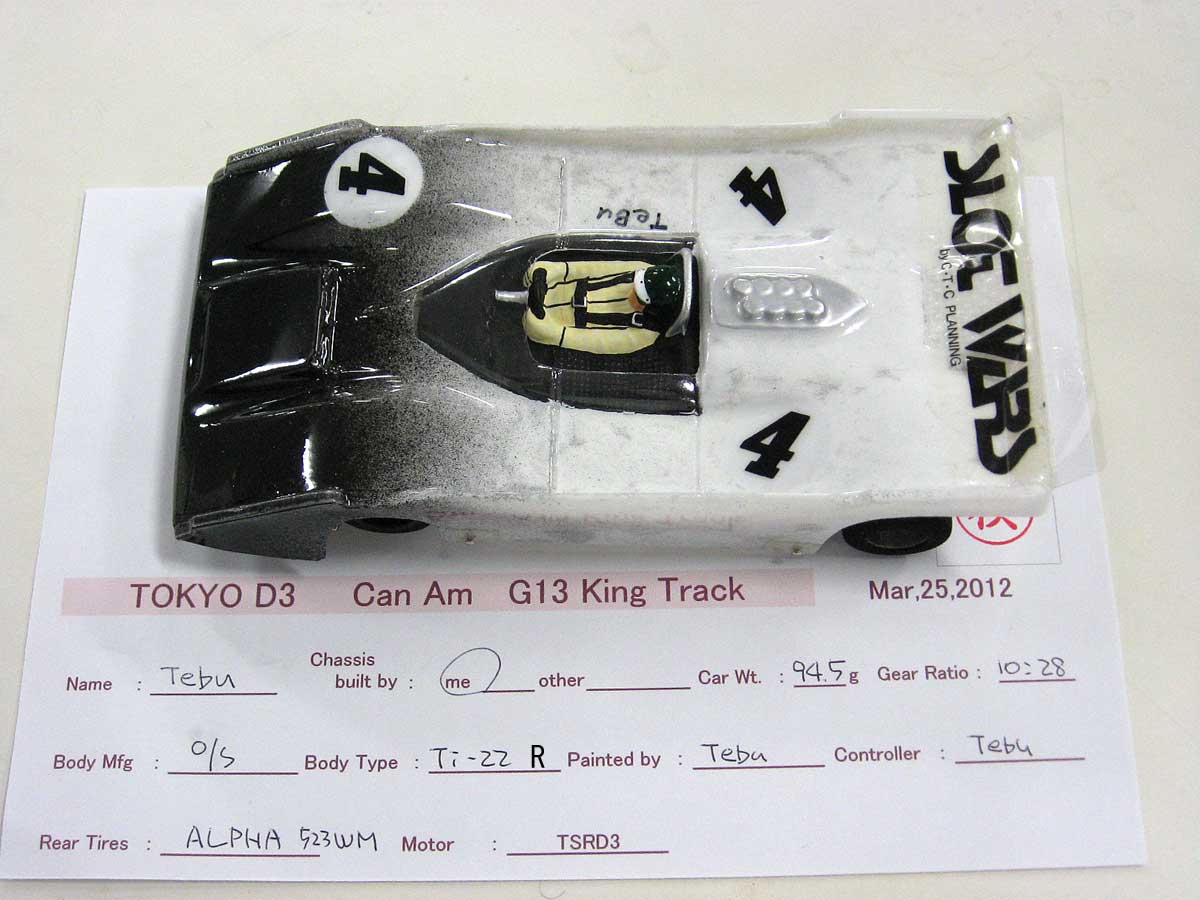 4
4
TeBu
SLOT WARS
by C・T・C PLANNING
4
TOKYO D3 Can Am G13 King Track Mar,25,2012
Name : Tebu Chassis built by : me other Car Wt. : 94.5 g Gear Ratio : 10:28
Body Mfg : O/S Body Type : Ti-22 R Painted by : Tebu Controller : Tebu
Rear Tires : ALPHA 523WM Motor : TSRD3